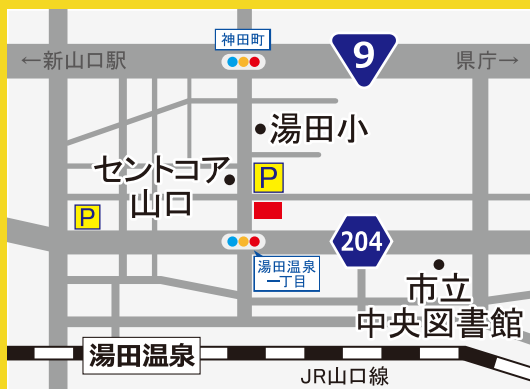 神田町
9
←新山口駅
県庁→
湯田小
セントコア
山口
P
P
204
湯田温泉
一丁目
市立
中央図書館
湯田温泉
JR山口線